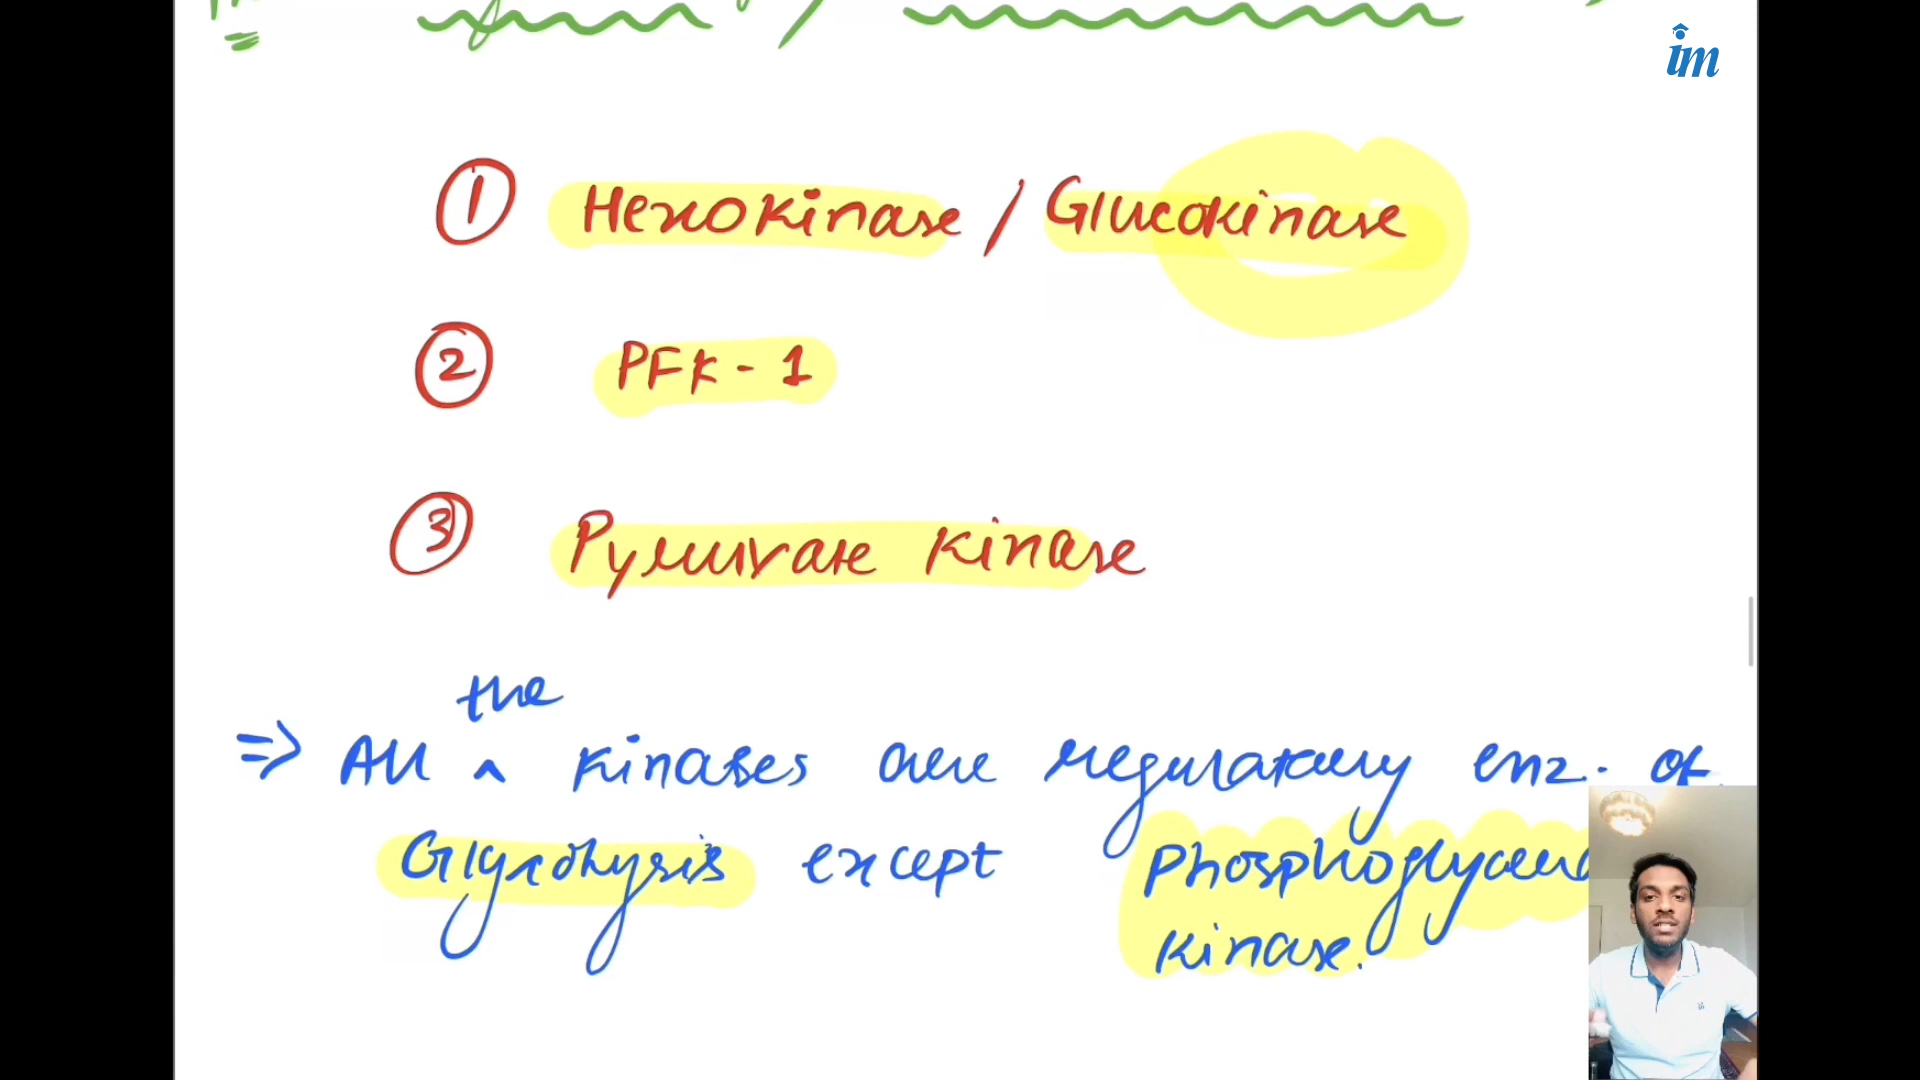 im
① Hexokinase / Glucokinase
② PFK - 1
③ Pyruvate kinase
the
⇒ All ^ kinases are regulatory enz. of
Glycolysis except
kinase.